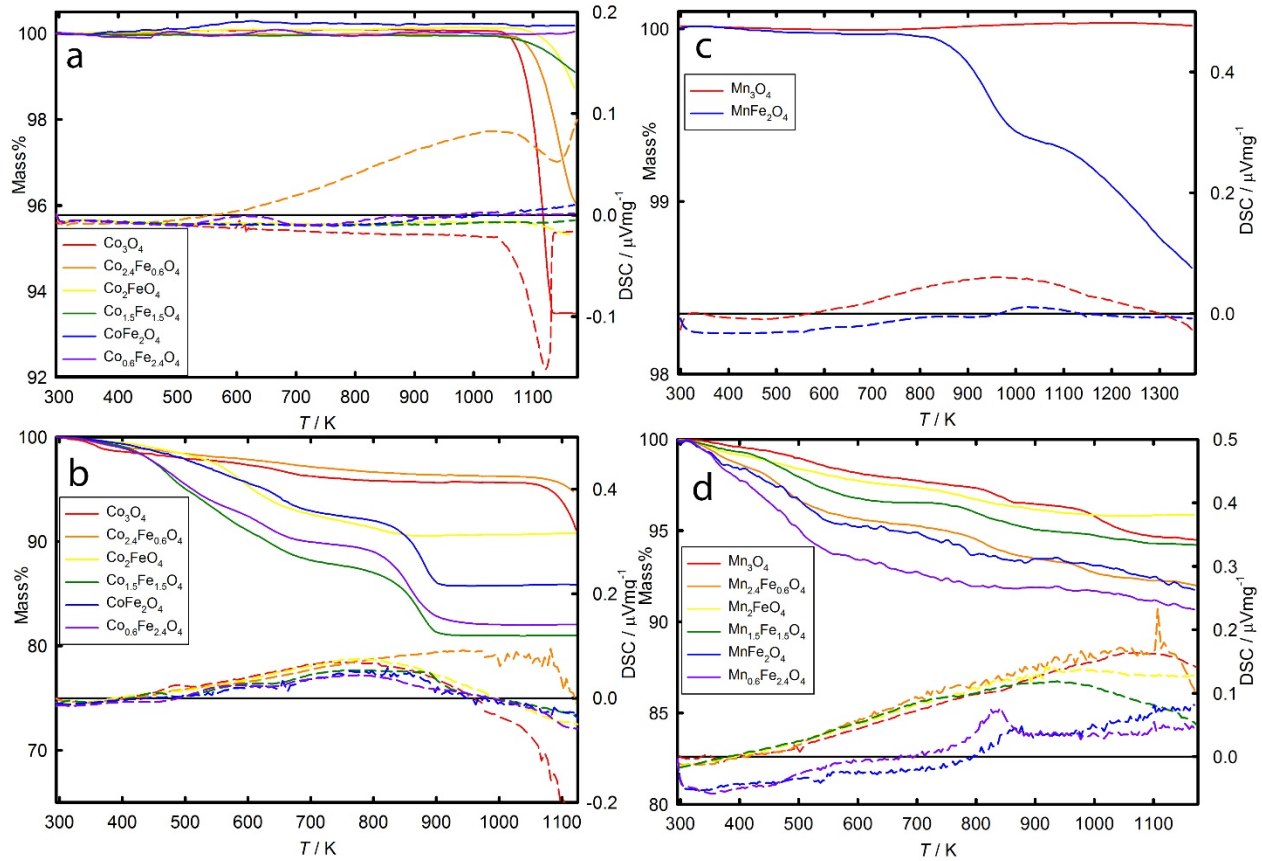 a
100
98
96
94
92
Mass%
0.2
0.1
0.0
-0.1
DSC / μVmg⁻¹
Co₃O₄
Co₂.₄Fe₀.₆O₄
Co₂FeO₄
Co₁.₅Fe₁.₅O₄
CoFe₂O₄
Co₀.₆Fe₂.₄O₄
300 400 500 600 700 800 900 1000 1100
T / K
c
100
99
98
Mass%
0.4
0.2
0.0
DSC / μVmg⁻¹
Mn₃O₄
MnFe₂O₄
300 400 500 600 700 800 900 1000 1100 1200 1300
T / K
b
100
90
80
70
Mass%
0.4
0.2
0.0
-0.2
DSC / μVmg⁻¹
Co₃O₄
Co₂.₄Fe₀.₆O₄
Co₂FeO₄
Co₁.₅Fe₁.₅O₄
CoFe₂O₄
Co₀.₆Fe₂.₄O₄
300 400 500 600 700 800 900 1000 1100
T / K
d
100
95
90
85
80
Mass%
0.5
0.4
0.3
0.2
0.1
0.0
DSC / μVmg⁻¹
Mn₃O₄
Mn₂.₄Fe₀.₆O₄
Mn₂FeO₄
Mn₁.₅Fe₁.₅O₄
MnFe₂O₄
Mn₀.₆Fe₂.₄O₄
300 400 500 600 700 800 900 1000 1100
T / K